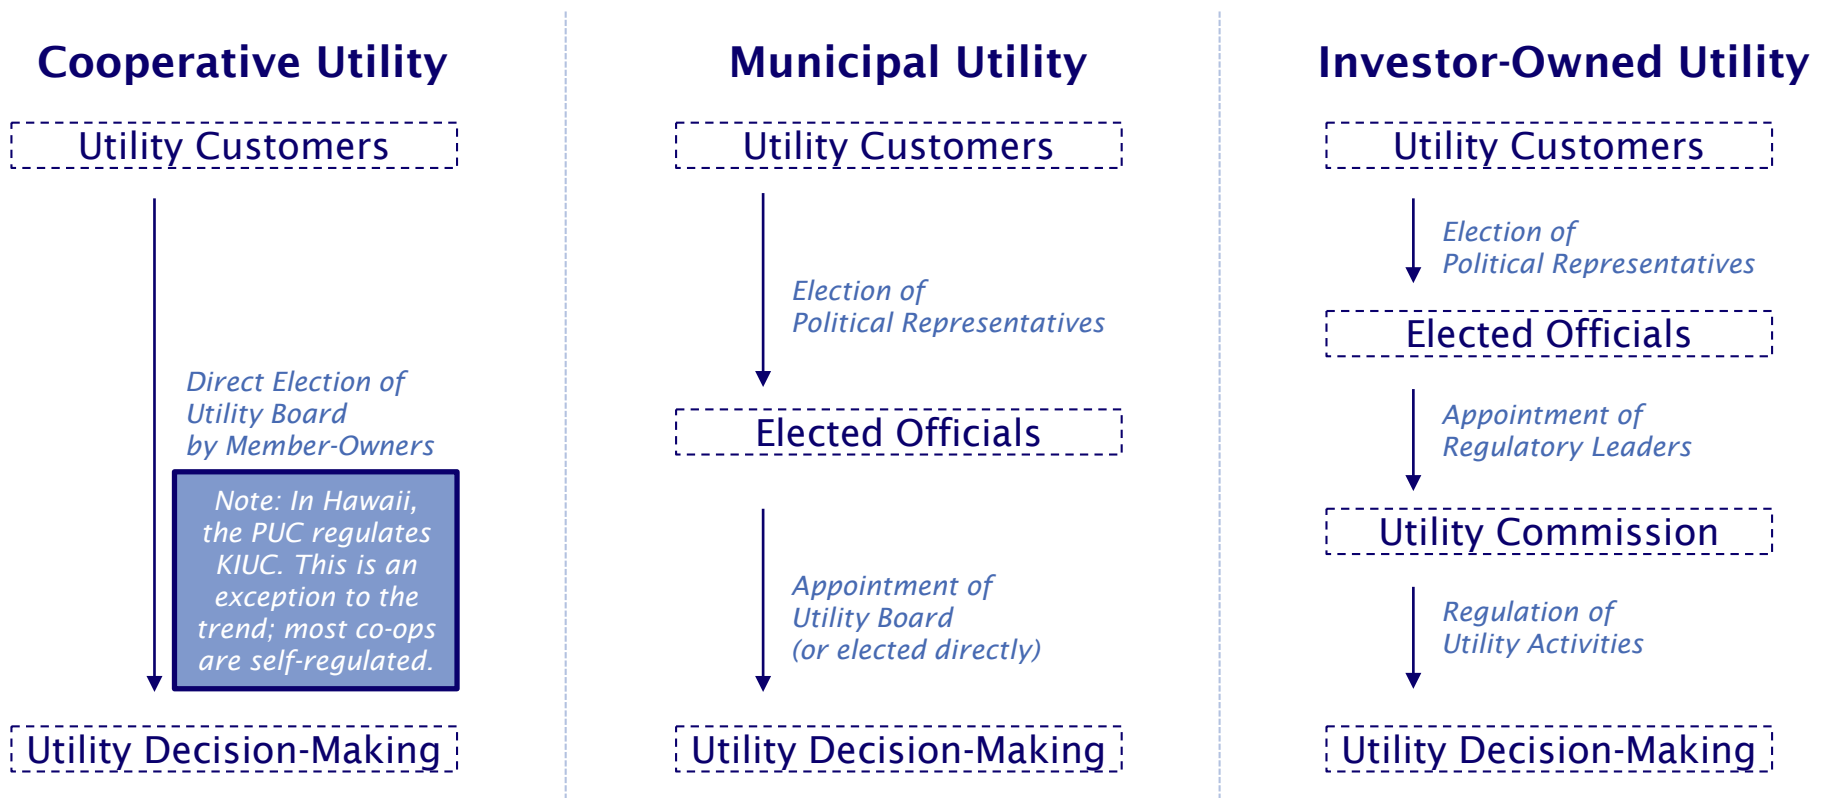 Cooperative Utility
Utility Customers
Direct Election of
Utility Board
by Member-Owners
Note: In Hawaii,
the PUC regulates
KIUC. This is an
exception to the
trend; most co-ops
are self-regulated.
Utility Decision-Making
Municipal Utility
Utility Customers
Election of
Political Representatives
Elected Officials
Appointment of
Utility Board
(or elected directly)
Utility Decision-Making
Investor-Owned Utility
Utility Customers
Election of
Political Representatives
Elected Officials
Appointment of
Regulatory Leaders
Utility Commission
Regulation of
Utility Activities
Utility Decision-Making